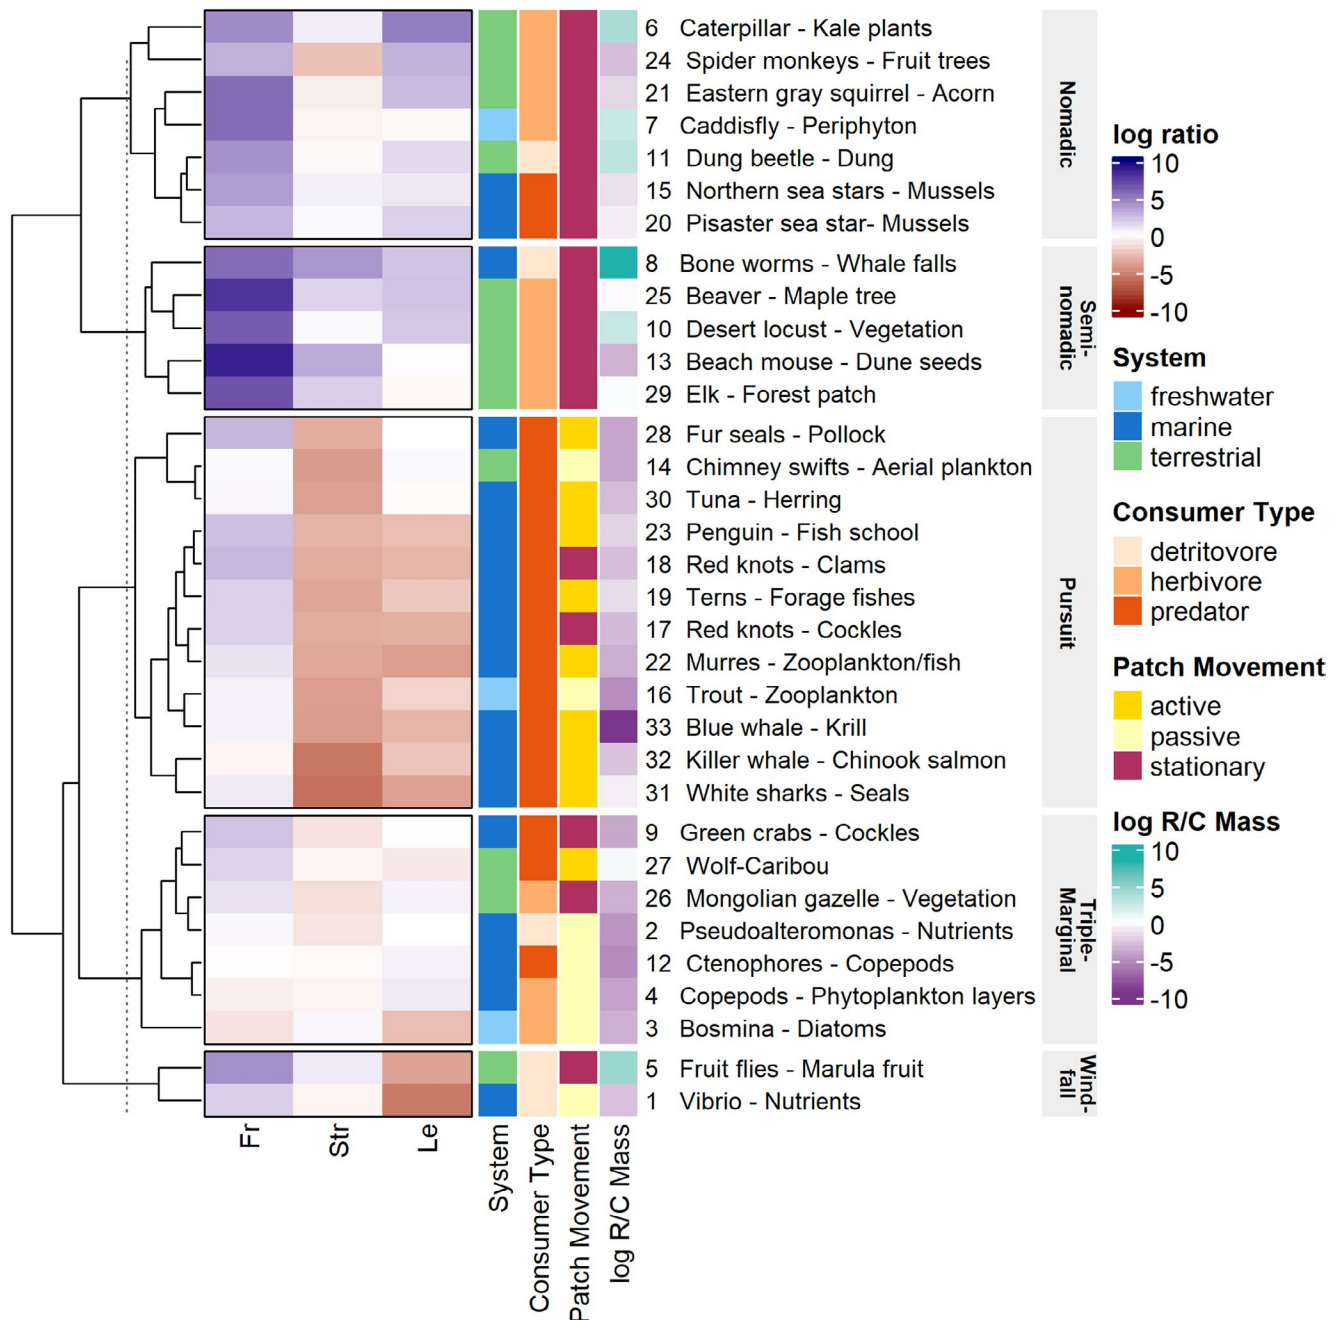 6 Caterpillar - Kale plants
24 Spider monkeys - Fruit trees
21 Eastern gray squirrel - Acorn
7 Caddisfly - Periphyton
11 Dung beetle - Dung
15 Northern sea stars - Mussels
20 Pisaster sea star- Mussels
Nomadic
8 Bone worms - Whale falls
25 Beaver - Maple tree
10 Desert locust - Vegetation
13 Beach mouse - Dune seeds
29 Elk - Forest patch
Semi-
nomadic
28 Fur seals - Pollock
14 Chimney swifts - Aerial plankton
30 Tuna - Herring
23 Penguin - Fish school
18 Red knots - Clams
19 Terns - Forage fishes
17 Red knots - Cockles
22 Murres - Zooplankton/fish
16 Trout - Zooplankton
33 Blue whale - Krill
32 Killer whale - Chinook salmon
31 White sharks - Seals
Pursuit
9 Green crabs - Cockles
27 Wolf-Caribou
26 Mongolian gazelle - Vegetation
2 Pseudoalteromonas - Nutrients
12 Ctenophores - Copepods
4 Copepods - Phytoplankton layers
3 Bosmina - Diatoms
Triple-
Marginal
5 Fruit flies - Marula fruit
1 Vibrio - Nutrients
Wind-
fall
Fr
Str
Le
System
Consumer Type
Patch Movement
log R/C Mass
log ratio
10
5
0
-5
-10
System
freshwater
marine
terrestrial
Consumer Type
detritovore
herbivore
predator
Patch Movement
active
passive
stationary
log R/C Mass
10
5
0
-5
-10